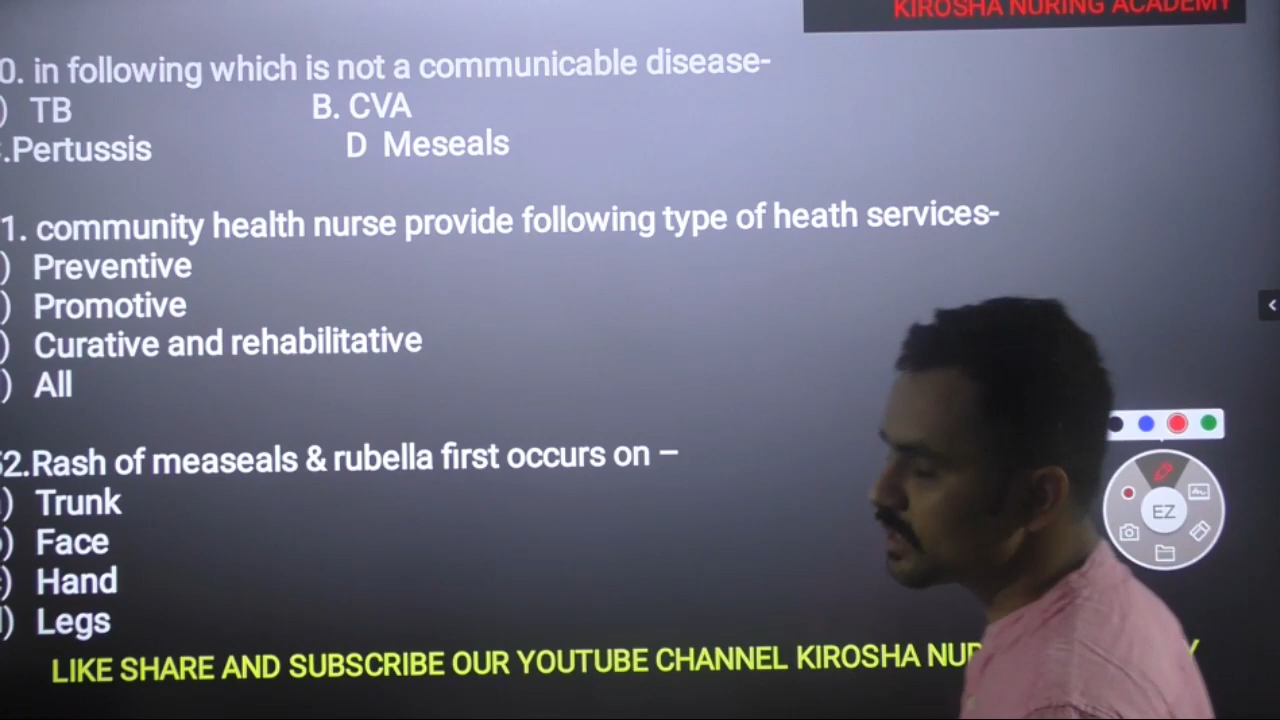 KIROSHA NURING ACADEMY
0. in following which is not a communicable disease-
) TB B. CVA
.Pertussis D Meseals
1. community health nurse provide following type of heath services-
) Preventive
) Promotive
) Curative and rehabilitative
) All
2.Rash of measeals & rubella first occurs on –
) Trunk
) Face
) Hand
) Legs
EZ
LIKE SHARE AND SUBSCRIBE OUR YOUTUBE CHANNEL KIROSHA